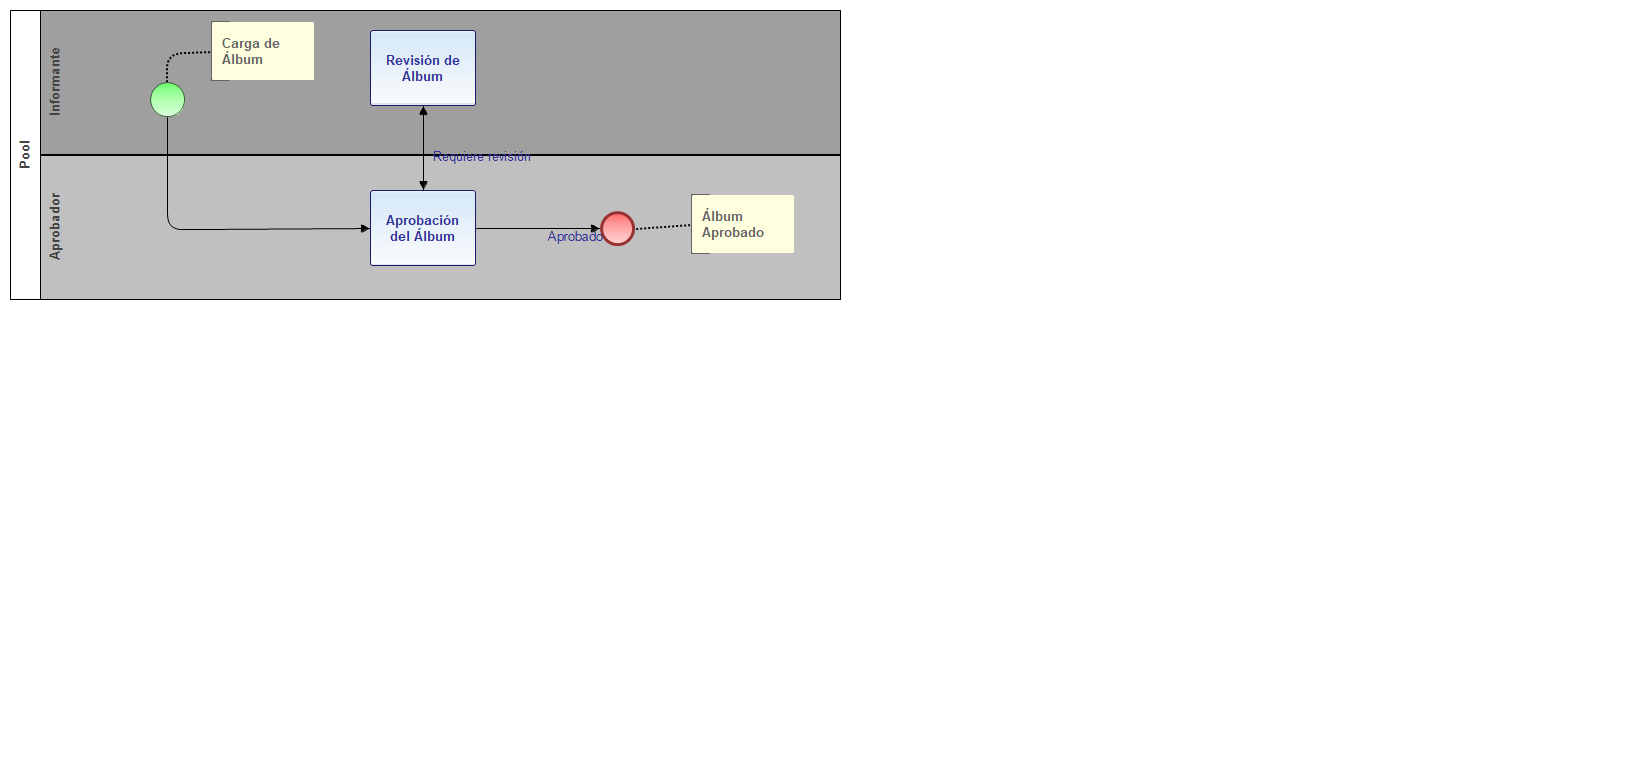 Pool
Informante
Carga de
Álbum
Revisión de
Álbum
Requiere revisión
Aprobador
Aprobación
del Álbum
Aprobado
Álbum
Aprobado